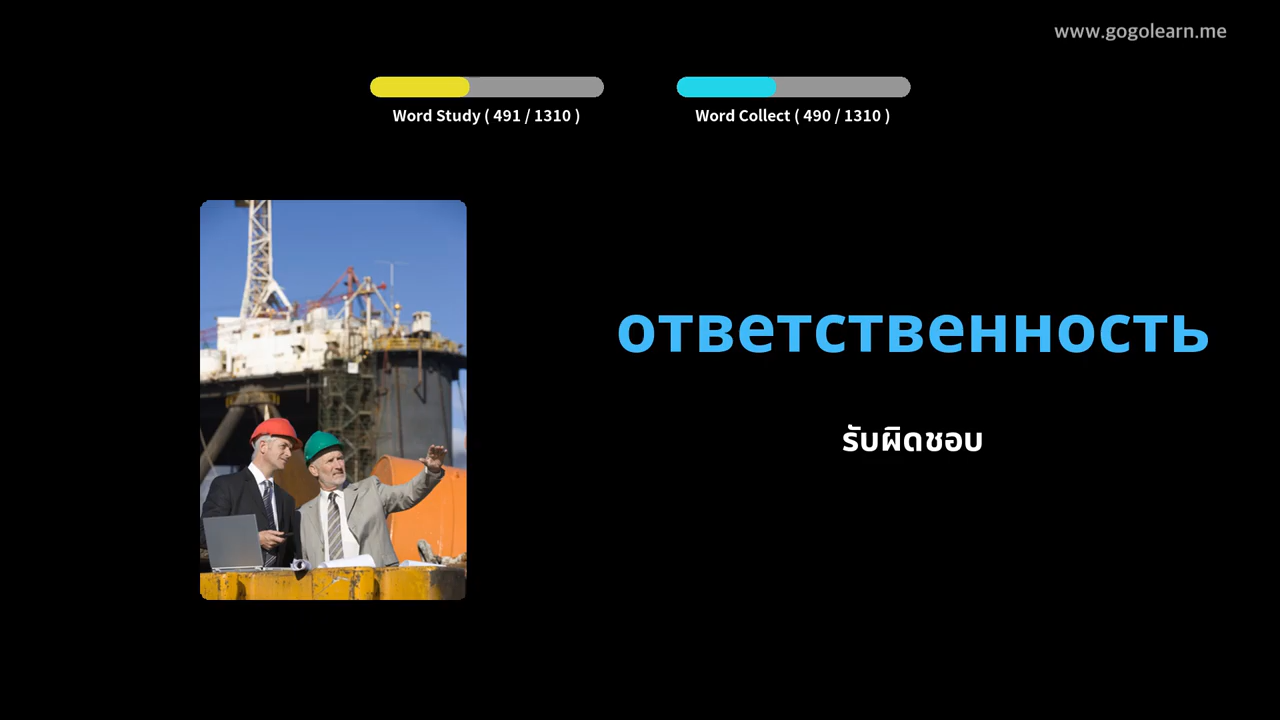 www.gogolearn.me
Word Study ( 491 / 1310 )
Word Collect ( 490 / 1310 )
ответственность
รับผิดชอบ